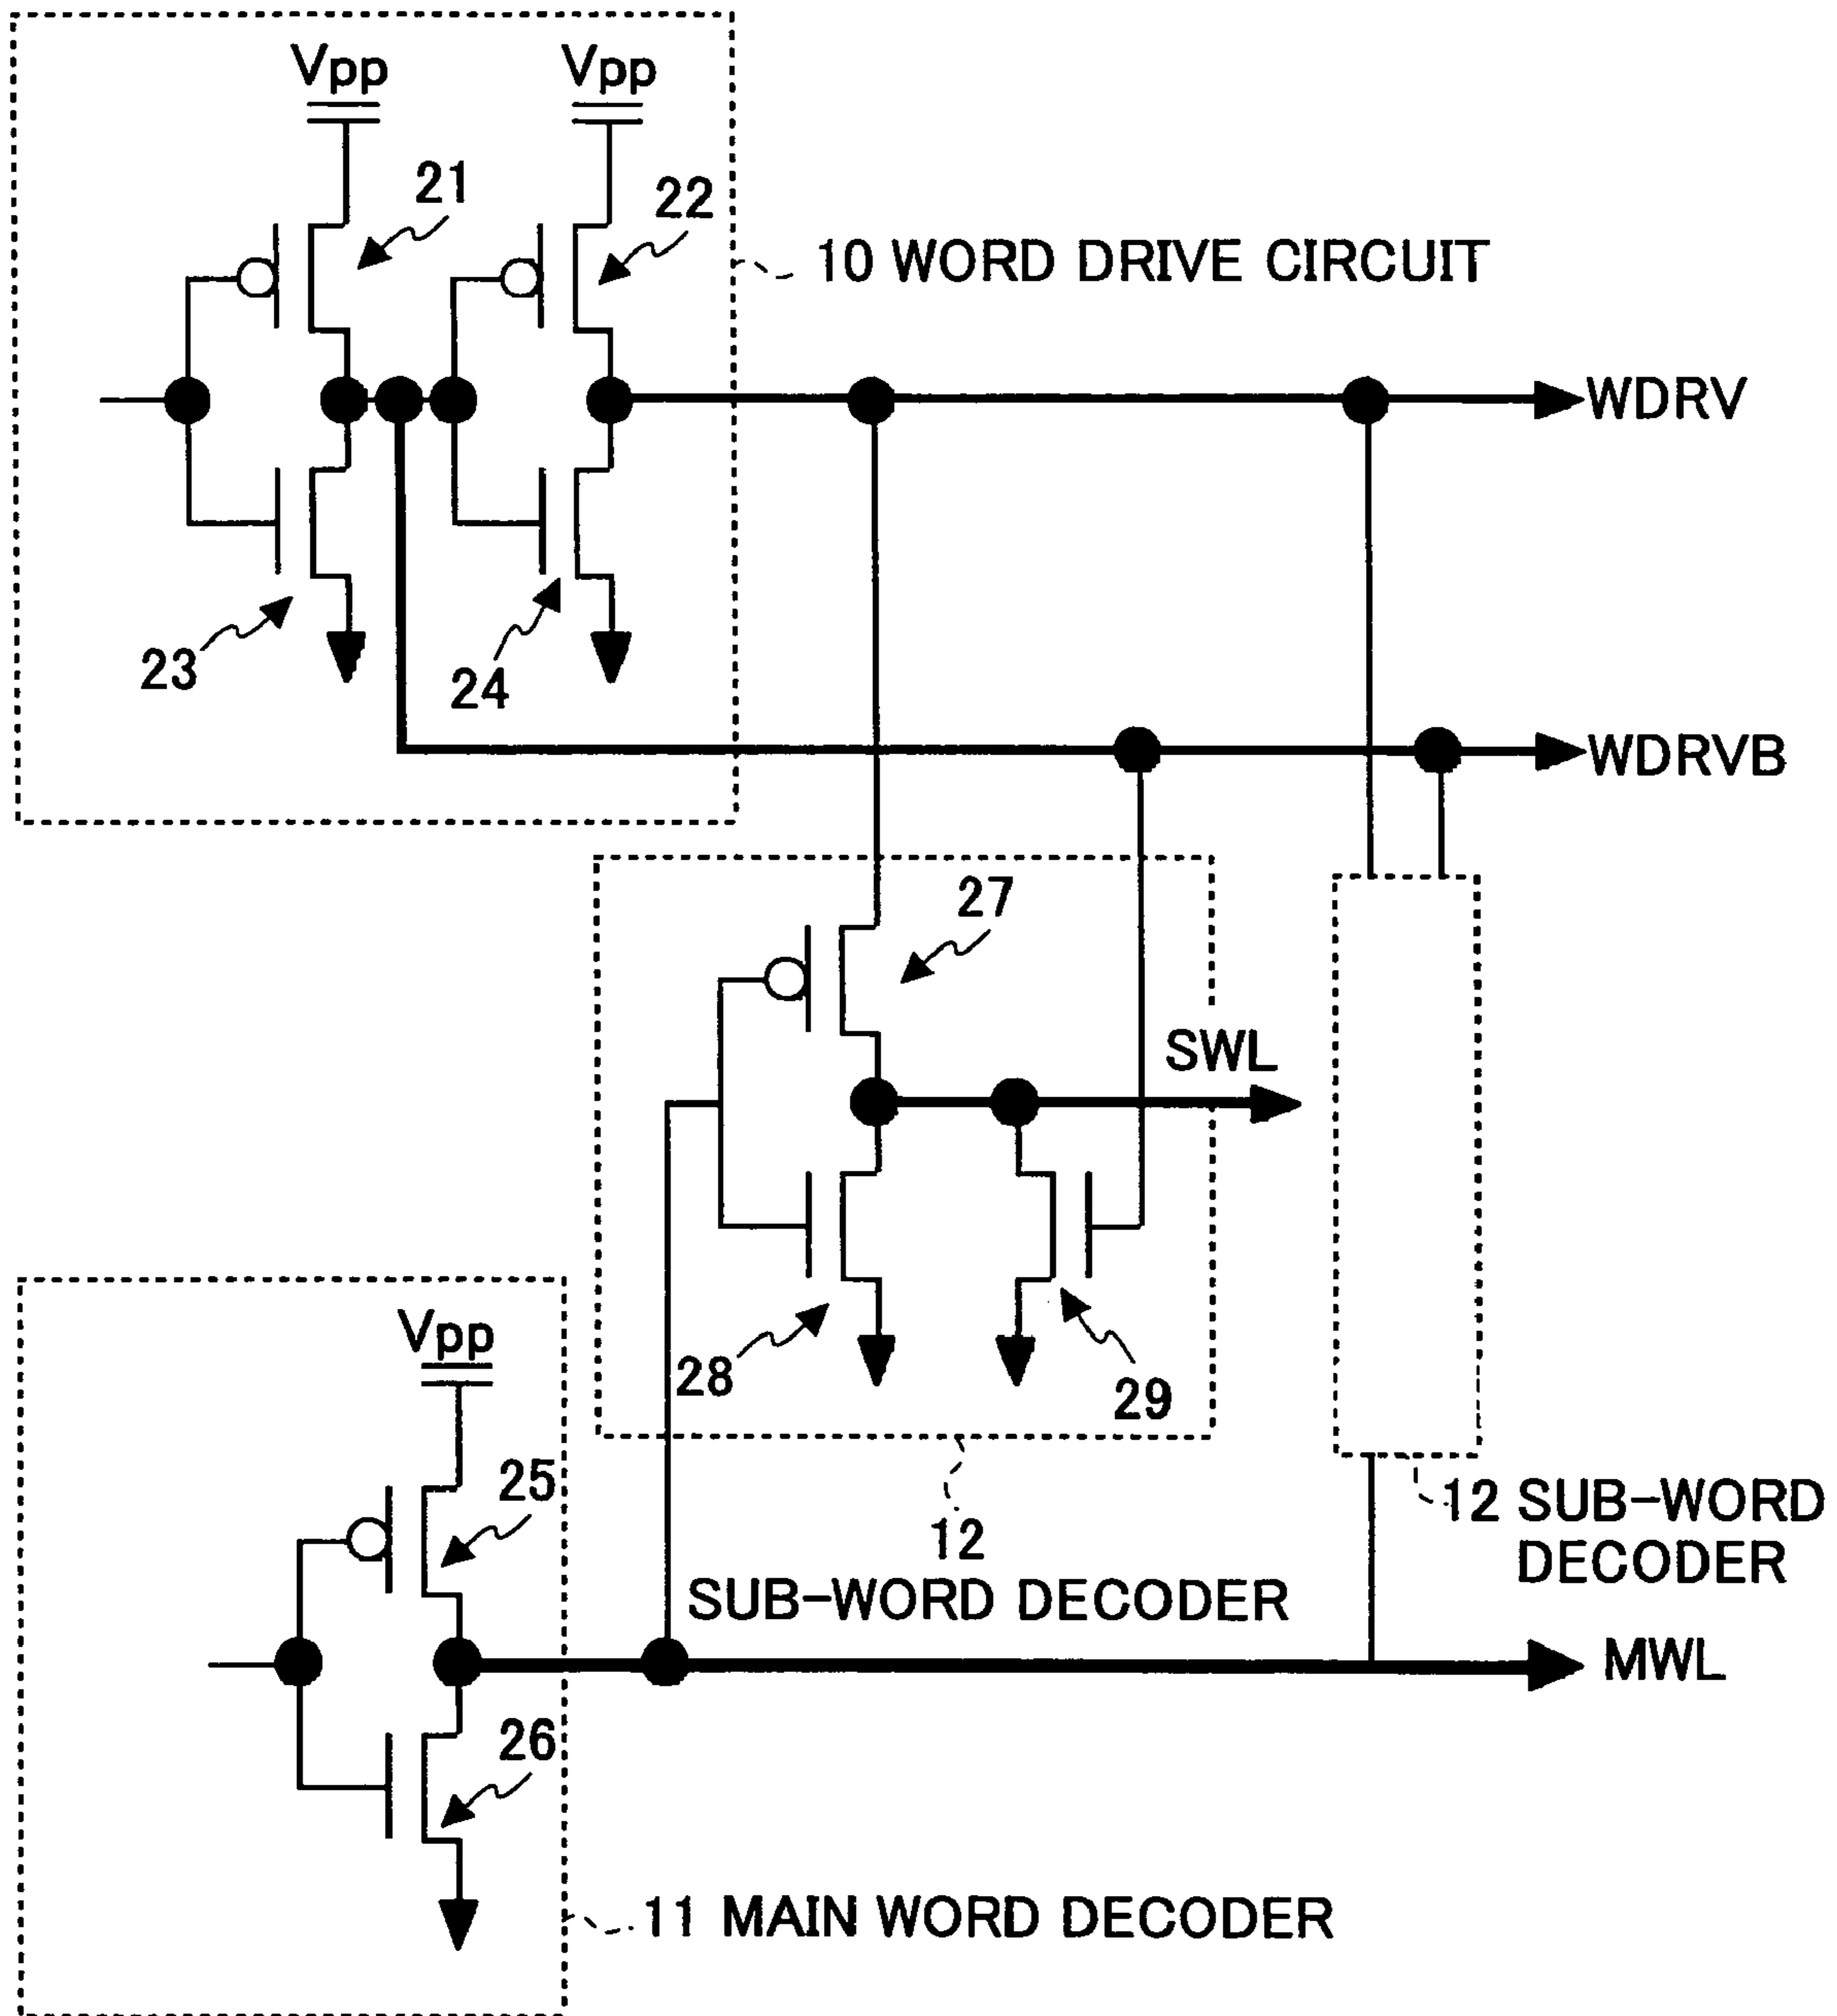 Vpp
Vpp
21
22
10 WORD DRIVE CIRCUIT
WDRV
23
24
WDRVB
27
SWL
28
29
Vpp
25
12
SUB-WORD DECODER
12 SUB-WORD
DECODER
MWL
26
11 MAIN WORD DECODER